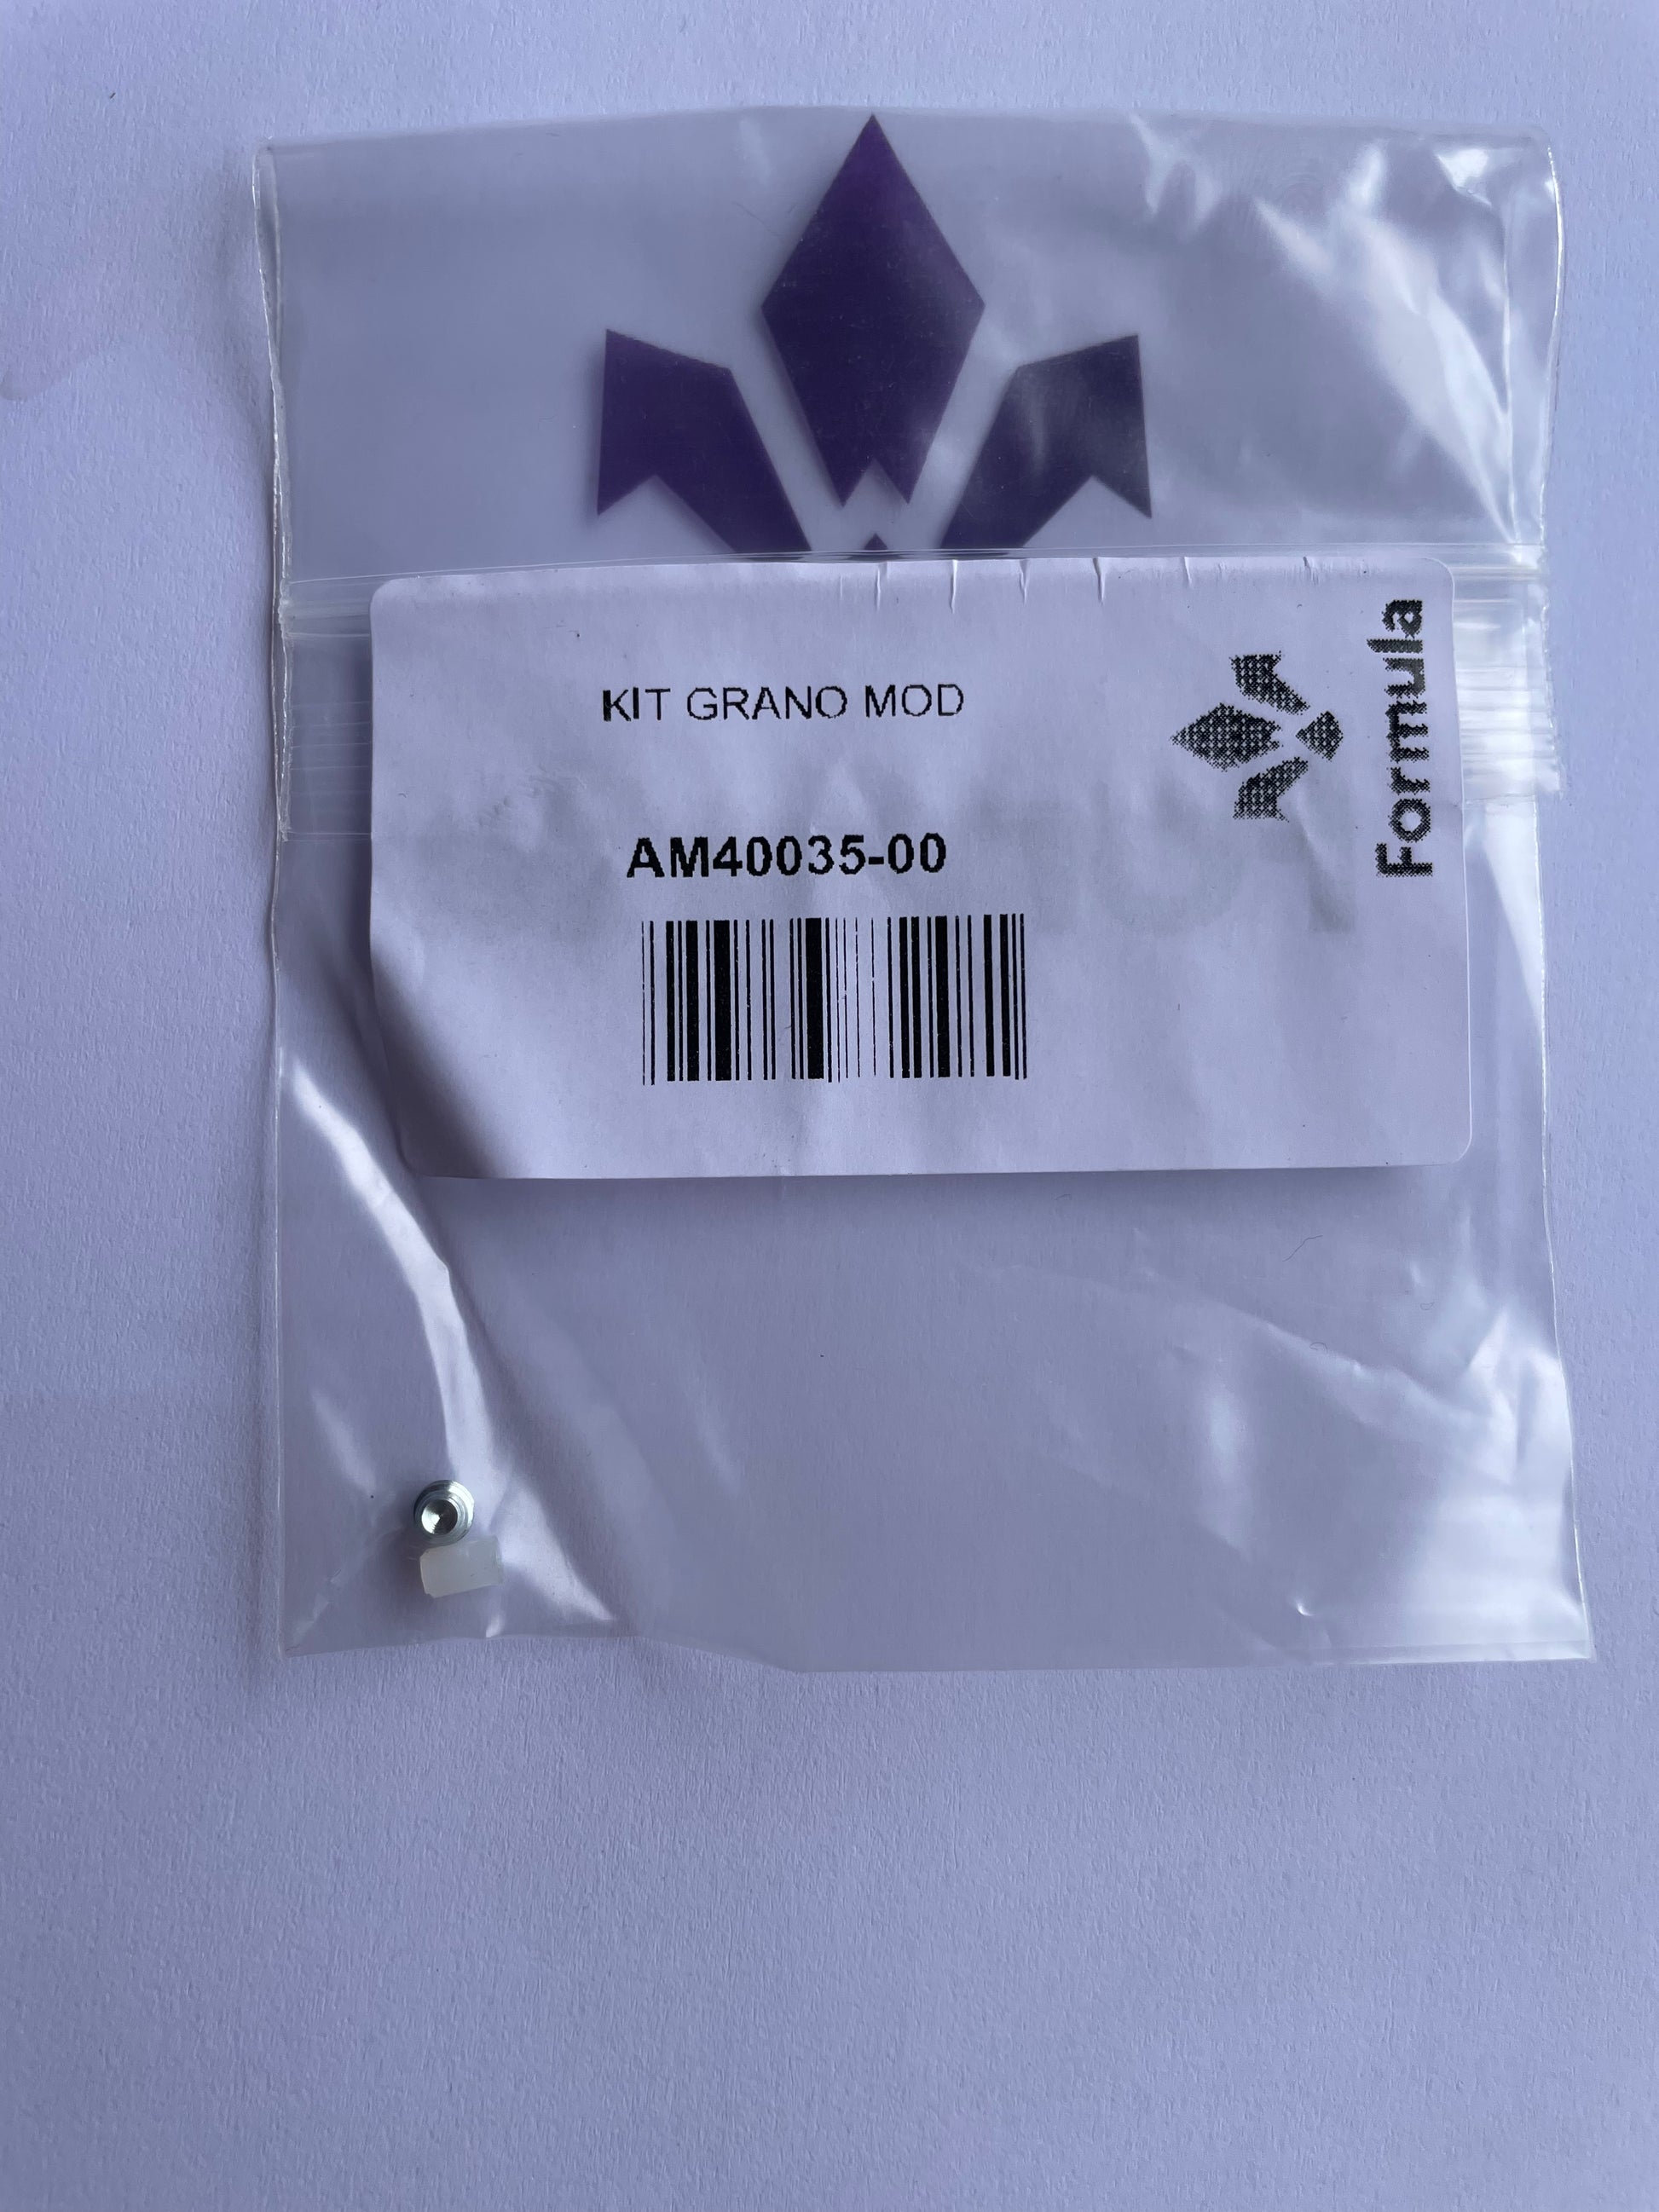 KIT GRANO MOD
AM40035-00
Formula